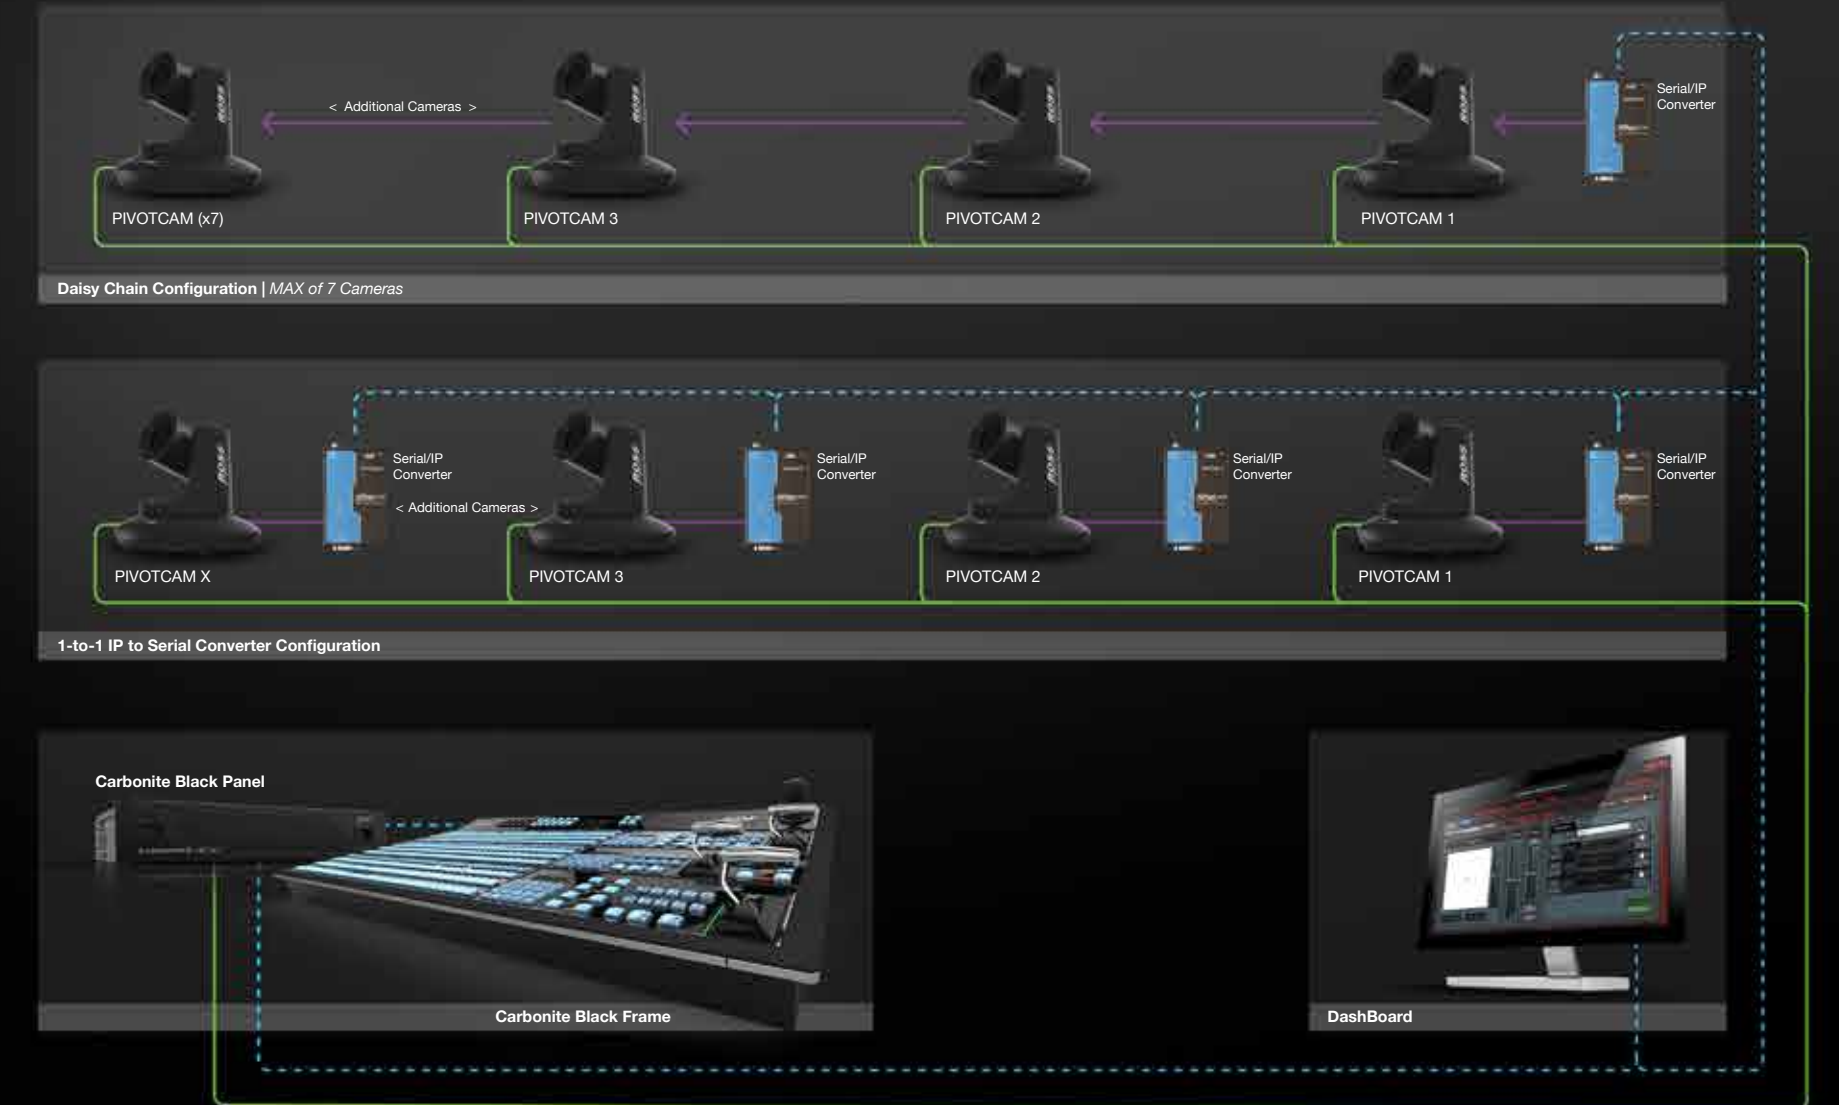 < Additional Cameras >
Serial/IP
Converter
PIVOTCAM (x7)
PIVOTCAM 3
PIVOTCAM 2
PIVOTCAM 1
Daisy Chain Configuration | MAX of 7 Cameras
Serial/IP
Converter
Serial/IP
Converter
Serial/IP
Converter
Serial/IP
Converter
< Additional Cameras >
PIVOTCAM X
PIVOTCAM 3
PIVOTCAM 2
PIVOTCAM 1
1-to-1 IP to Serial Converter Configuration
Carbonite Black Panel
Carbonite Black Frame
DashBoard